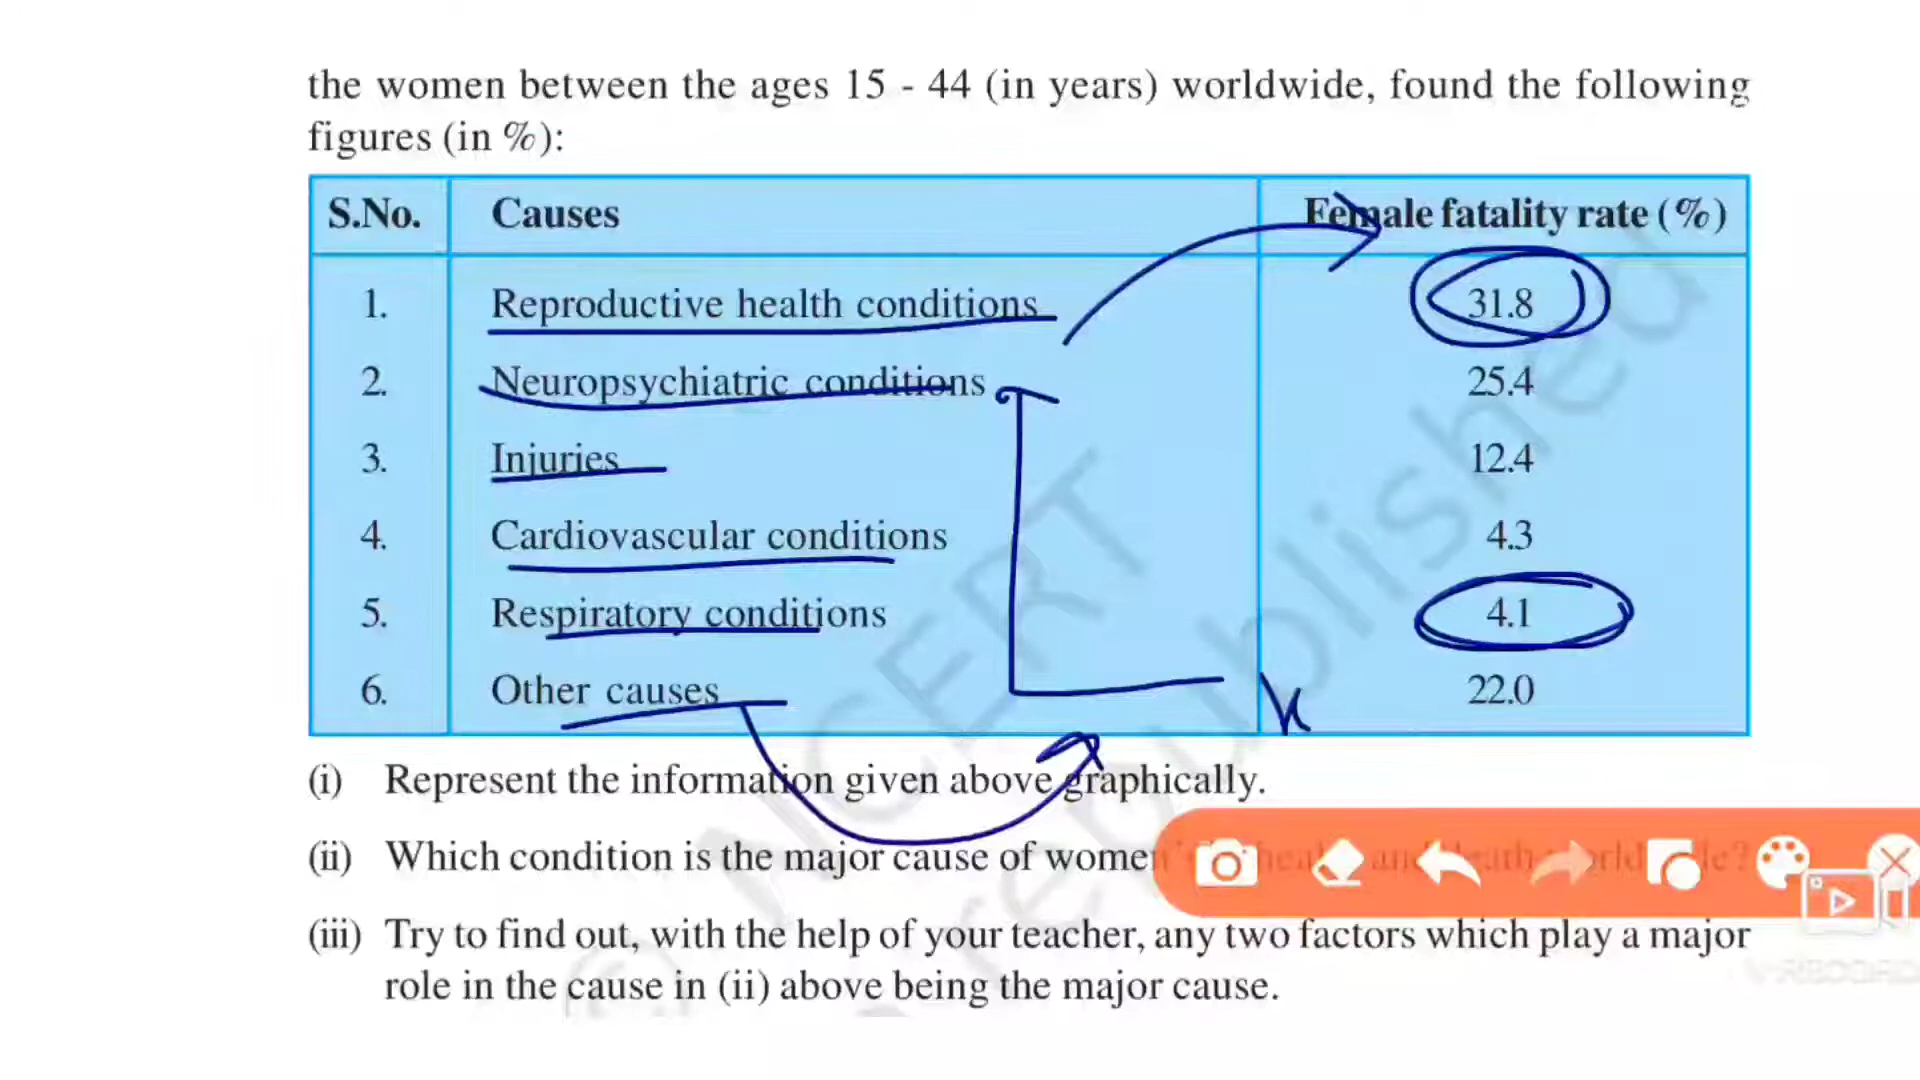 the women between the ages 15 - 44 (in years) worldwide, found the following
figures (in %):
S.No. Causes Female fatality rate (%)
1. Reproductive health conditions 31.8
2. Neuropsychiatric conditions 25.4
3. Injuries 12.4
4. Cardiovascular conditions 4.3
5. Respiratory conditions 4.1
6. Other causes 22.0
(i) Represent the information given above graphically.
(ii) Which condition is the major cause of women
(iii) Try to find out, with the help of your teacher, any two factors which play a major
role in the cause in (ii) above being the major cause.
© NCERT
republished